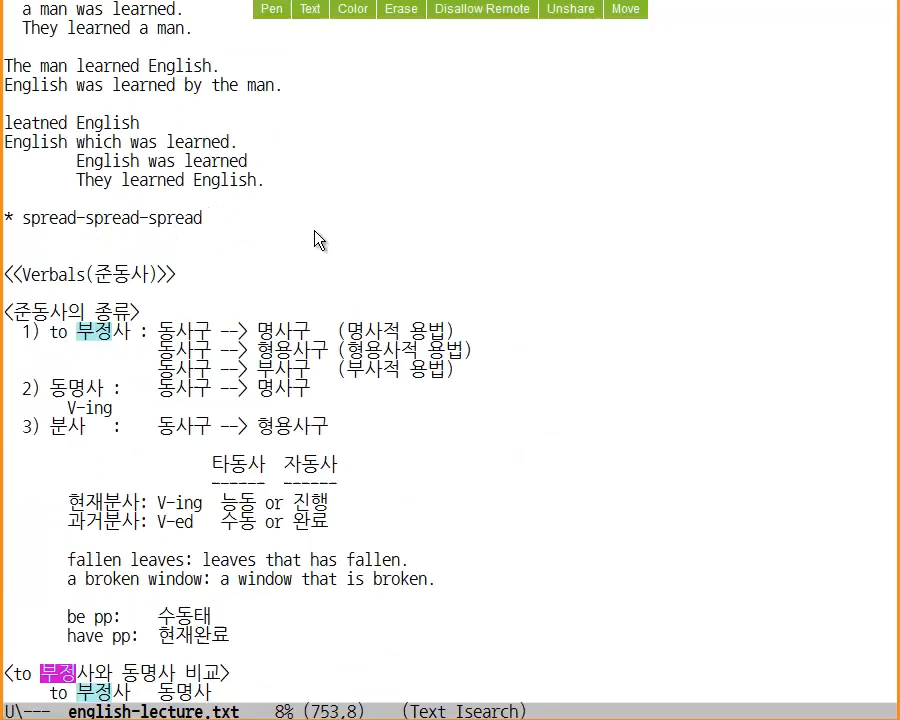 Pen Text Color Erase Disallow Remote Unshare Move
a man was learned.
They learned a man.
The man learned English.
English was learned by the man.
leatned English
English which was learned.
English was learned
They learned English.
* spread-spread-spread
<<Verbals(준동사)>>
<준동사의 종류>
1) to 부정사 : 동사구 --> 명사구 (명사적 용법)
동사구 --> 형용사구 (형용사적 용법)
동사구 --> 부사구 (부사적 용법)
2) 동명사 : 동사구 --> 명사구
V-ing
3) 분사 : 동사구 --> 형용사구
타동사 자동사
------ ------
현재분사: V-ing 능동 or 진행
과거분사: V-ed 수동 or 완료
fallen leaves: leaves that has fallen.
a broken window: a window that is broken.
be pp: 수동태
have pp: 현재완료
<to 부정사와 동명사 비교>
to 부정사 동명사
U\--- english-lecture.txt 8% (753,8) (Text Isearch)